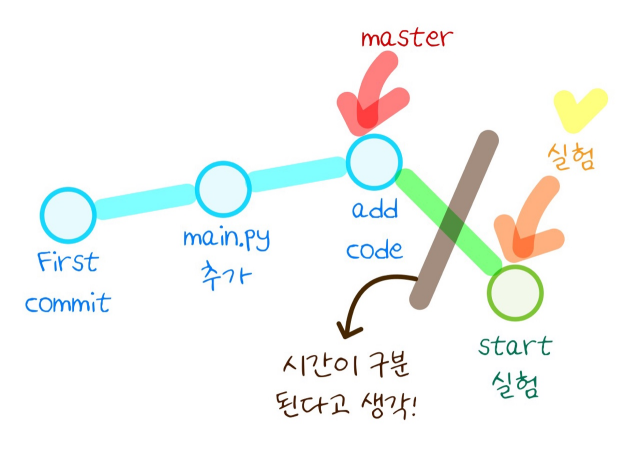 master
실험
First
commit
main.py
추가
add
code
start
실험
시간이 구분
된다고 생각!